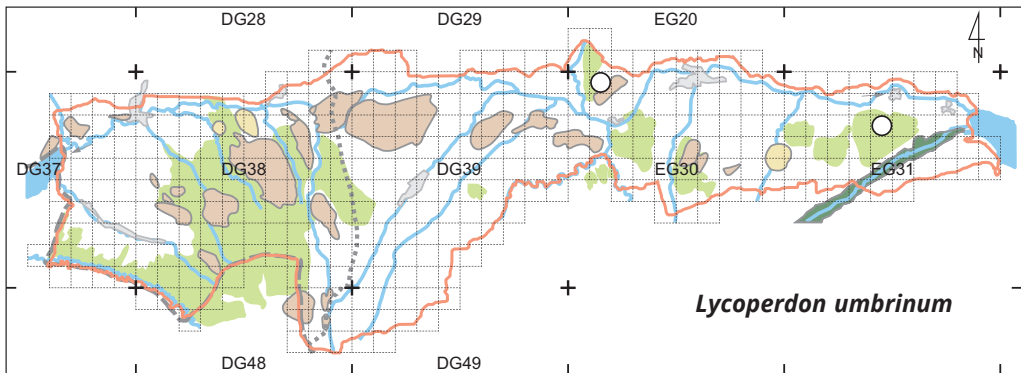 DG28 DG29 EG20
N
DG37 DG38 DG39 EG30 EG31
Lycoperdon umbrinum
DG48 DG49